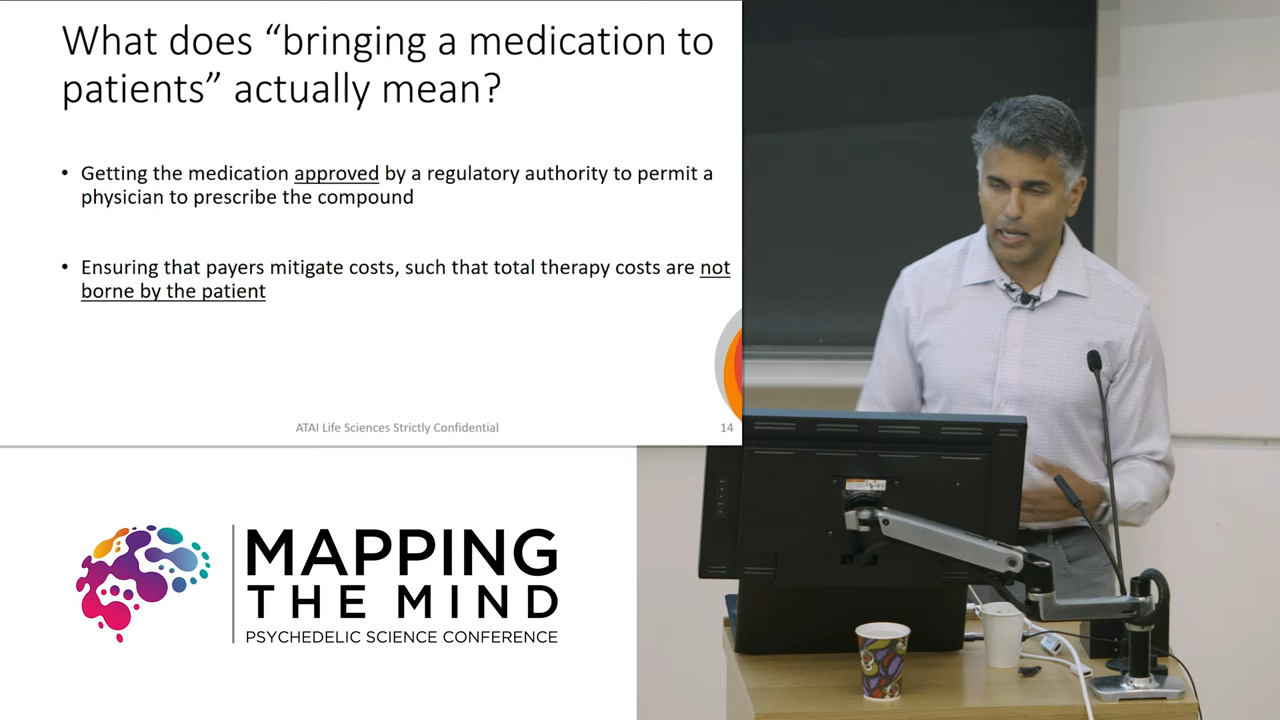 What does “bringing a medication to
patients” actually mean?
• Getting the medication approved by a regulatory authority to permit a
physician to prescribe the compound
• Ensuring that payers mitigate costs, such that total therapy costs are not
borne by the patient
ATAI Life Sciences Strictly Confidential
14
MAPPING
THE MIND
PSYCHEDELIC SCIENCE CONFERENCE